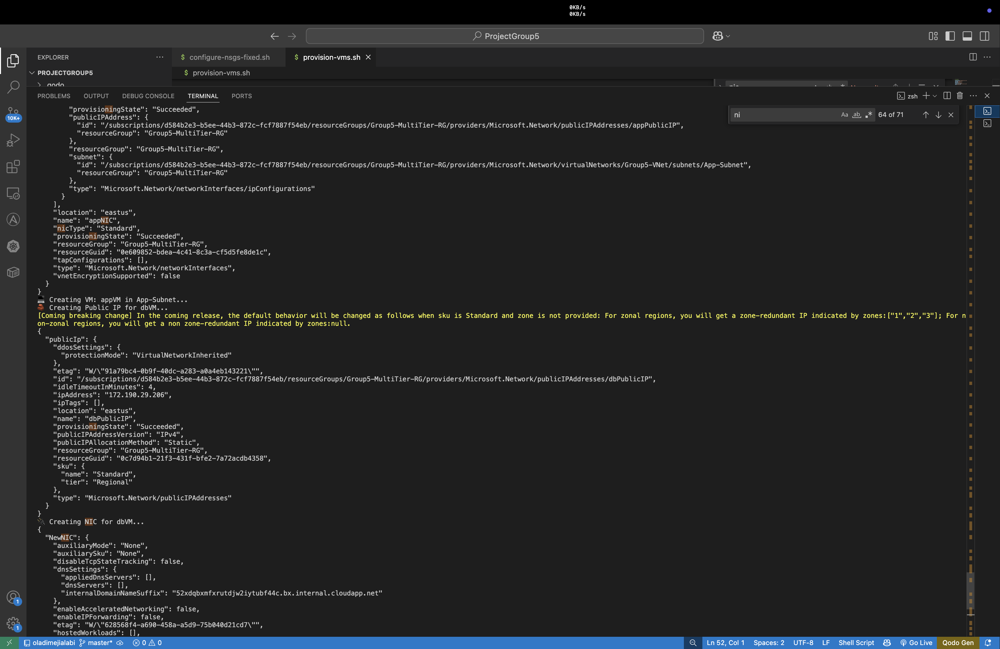 0KB/s
0KB/s
ProjectGroup5
EXPLORER
$ configure-nsgs-fixed.sh
$ provision-vms.sh
PROJECTGROUP5
$ provision-vms.sh
PROBLEMS OUTPUT DEBUG CONSOLE TERMINAL PORTS
zsh
10K+
ni
Aa ab 64 of 71
"provisioningState": "Succeeded",
"publicIPAddress": {
"id": "/subscriptions/d584b2e3-b5ee-44b3-872c-fcf7887f54eb/resourceGroups/Group5-MultiTier-RG/providers/Microsoft.Network/publicIPAddresses/appPublicIP",
"resourceGroup": "Group5-MultiTier-RG"
},
"resourceGroup": "Group5-MultiTier-RG",
"subnet": {
"id": "/subscriptions/d584b2e3-b5ee-44b3-872c-fcf7887f54eb/resourceGroups/Group5-MultiTier-RG/providers/Microsoft.Network/virtualNetworks/Group5-VNet/subnets/App-Subnet",
"resourceGroup": "Group5-MultiTier-RG"
},
"type": "Microsoft.Network/networkInterfaces/ipConfigurations"
}
],
"location": "eastus",
"name": "appNIC",
"nicType": "Standard",
"provisioningState": "Succeeded",
"resourceGroup": "Group5-MultiTier-RG",
"resourceGuid": "0e609852-bdea-4c41-8c3a-cf5d5fe8de1c",
"tapConfigurations": [],
"type": "Microsoft.Network/networkInterfaces",
"vnetEncryptionSupported": false
}
}
Creating VM: appVM in App-Subnet...
Creating Public IP for dbVM...
[Coming breaking change] In the coming release, the default behavior will be changed as follows when sku is Standard and zone is not provided: For zonal regions, you will get a zone-redundant IP indicated by zones:["1","2","3"]; For n
on-zonal regions, you will get a non zone-redundant IP indicated by zones:null.
{
"publicIp": {
"ddosSettings": {
"protectionMode": "VirtualNetworkInherited"
},
"etag": "W/\"91a79bc4-0b9f-40dc-a283-a0a4eb143221\"",
"id": "/subscriptions/d584b2e3-b5ee-44b3-872c-fcf7887f54eb/resourceGroups/Group5-MultiTier-RG/providers/Microsoft.Network/publicIPAddresses/dbPublicIP",
"idleTimeoutInMinutes": 4,
"ipAddress": "172.190.29.206",
"ipTags": [],
"location": "eastus",
"name": "dbPublicIP",
"provisioningState": "Succeeded",
"publicIPAddressVersion": "IPv4",
"publicIPAllocationMethod": "Static",
"resourceGroup": "Group5-MultiTier-RG",
"resourceGuid": "0c7d94b1-21f3-431f-bfe2-7a72acdb4358",
"sku": {
"name": "Standard",
"tier": "Regional"
},
"type": "Microsoft.Network/publicIPAddresses"
}
}
Creating NIC for dbVM...
{
"NewNIC": {
"auxiliaryMode": "None",
"auxiliarySku": "None",
"disableTcpStateTracking": false,
"dnsSettings": {
"appliedDnsServers": [],
"dnsServers": [],
"internalDomainNameSuffix": "52xdqbxmfxrutdjw2iytubf44c.bx.internal.cloudapp.net"
},
"enableAcceleratedNetworking": false,
"enableIPForwarding": false,
"etag": "W/\"628568f4-a690-458a-a5d9-75b040d21cd7\"",
"hostedWorkloads": [],
1
1
oladimejialabi master* 0 0 Ln 52, Col 1 Spaces: 2 UTF-8 LF Shell Script Go Live Qodo Gen